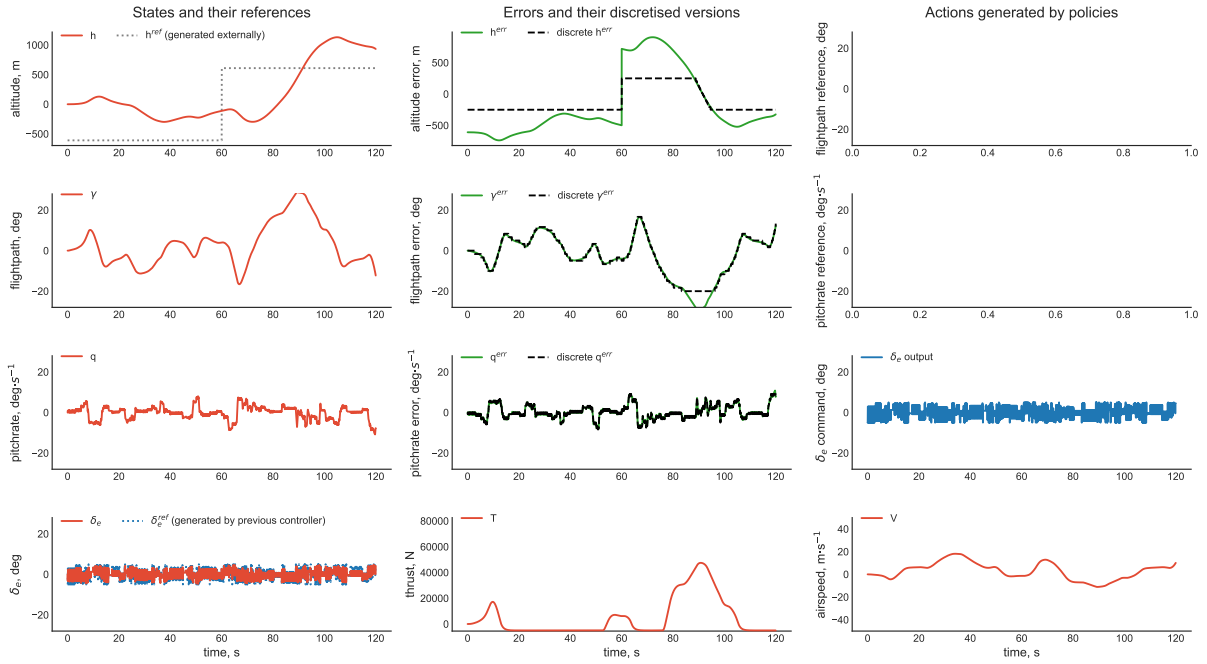 States and their references
Errors and their discretised versions
Actions generated by policies
h
h^ref (generated externally)
altitude, m
1000
500
0
−500
0 20 40 60 80 100 120
h^err
discrete h^err
altitude error, m
500
0
−500
0 20 40 60 80 100 120
flightpath reference, deg
20
0
−20
0.0 0.2 0.4 0.6 0.8 1.0
γ
flightpath, deg
20
0
−20
0 20 40 60 80 100 120
γ^err
discrete γ^err
flightpath error, deg
20
0
−20
0 20 40 60 80 100 120
pitchrate reference, deg·s⁻¹
20
0
−20
0.0 0.2 0.4 0.6 0.8 1.0
q
pitchrate, deg·s⁻¹
20
0
−20
0 20 40 60 80 100 120
q^err
discrete q^err
pitchrate error, deg·s⁻¹
20
0
−20
0 20 40 60 80 100 120
δₑ output
δₑ command, deg
20
0
−20
0 20 40 60 80 100 120
δₑ
δₑ^ref (generated by previous controller)
δₑ, deg
20
0
−20
0 20 40 60 80 100 120
time, s
T
thrust, N
80000
60000
40000
20000
0
0 20 40 60 80 100 120
time, s
V
airspeed, m·s⁻¹
40
20
0
−20
−40
0 20 40 60 80 100 120
time, s